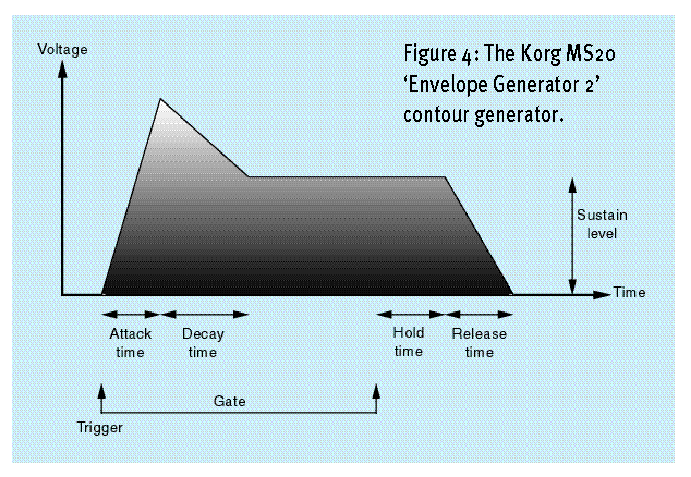 Voltage
Figure 4: The Korg MS20
‘Envelope Generator 2’
contour generator.
Sustain
level
Time
Attack
time
Decay
time
Hold
time
Release
time
Gate
Trigger